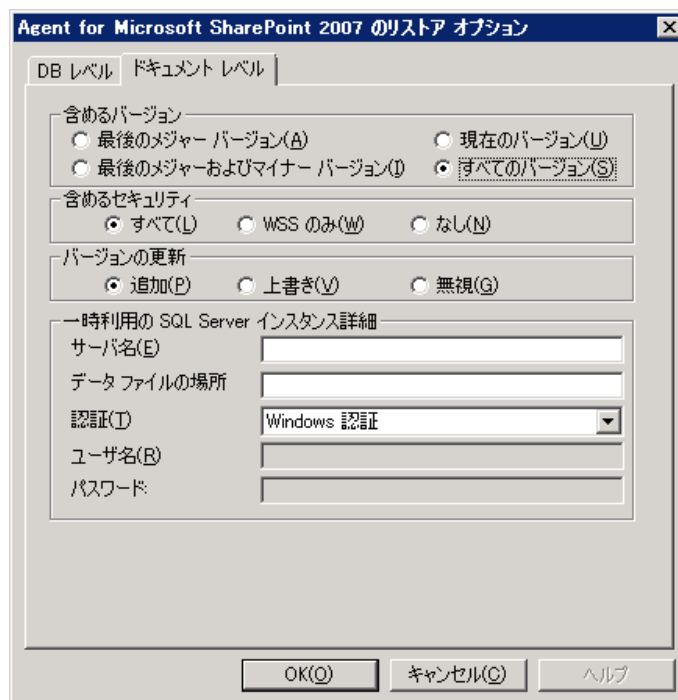 Agent for Microsoft SharePoint 2007 のリストア オプション
DB レベル ドキュメント レベル
含めるバージョン
最後のメジャー バージョン(A) 現在のバージョン(U)
最後のメジャーおよびマイナー バージョン(I) すべてのバージョン(S)
含めるセキュリティ
すべて(L) WSS のみ(W) なし(N)
バージョンの更新
追加(P) 上書き(V) 無視(G)
一時利用の SQL Server インスタンス詳細
サーバ名(E)
データ ファイルの場所
認証(T) Windows 認証
ユーザ名(R)
パスワード:
OK(O) キャンセル(C) ヘルプ